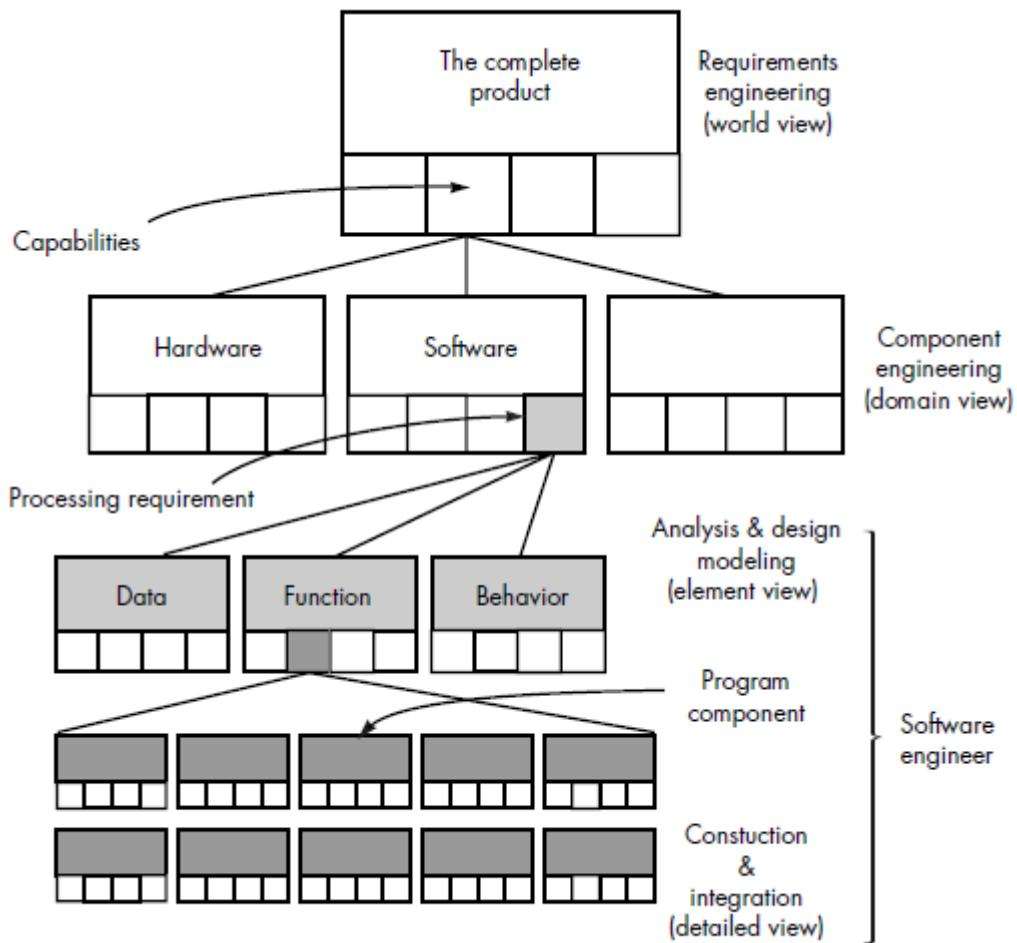 The complete
product
Requirements
engineering
(world view)
Capabilities
Hardware
Software
Component
engineering
(domain view)
Processing requirement
Analysis & design
modeling
(element view)
Data
Function
Behavior
Program
component
Software
engineer
Constuction
&
integration
(detailed view)